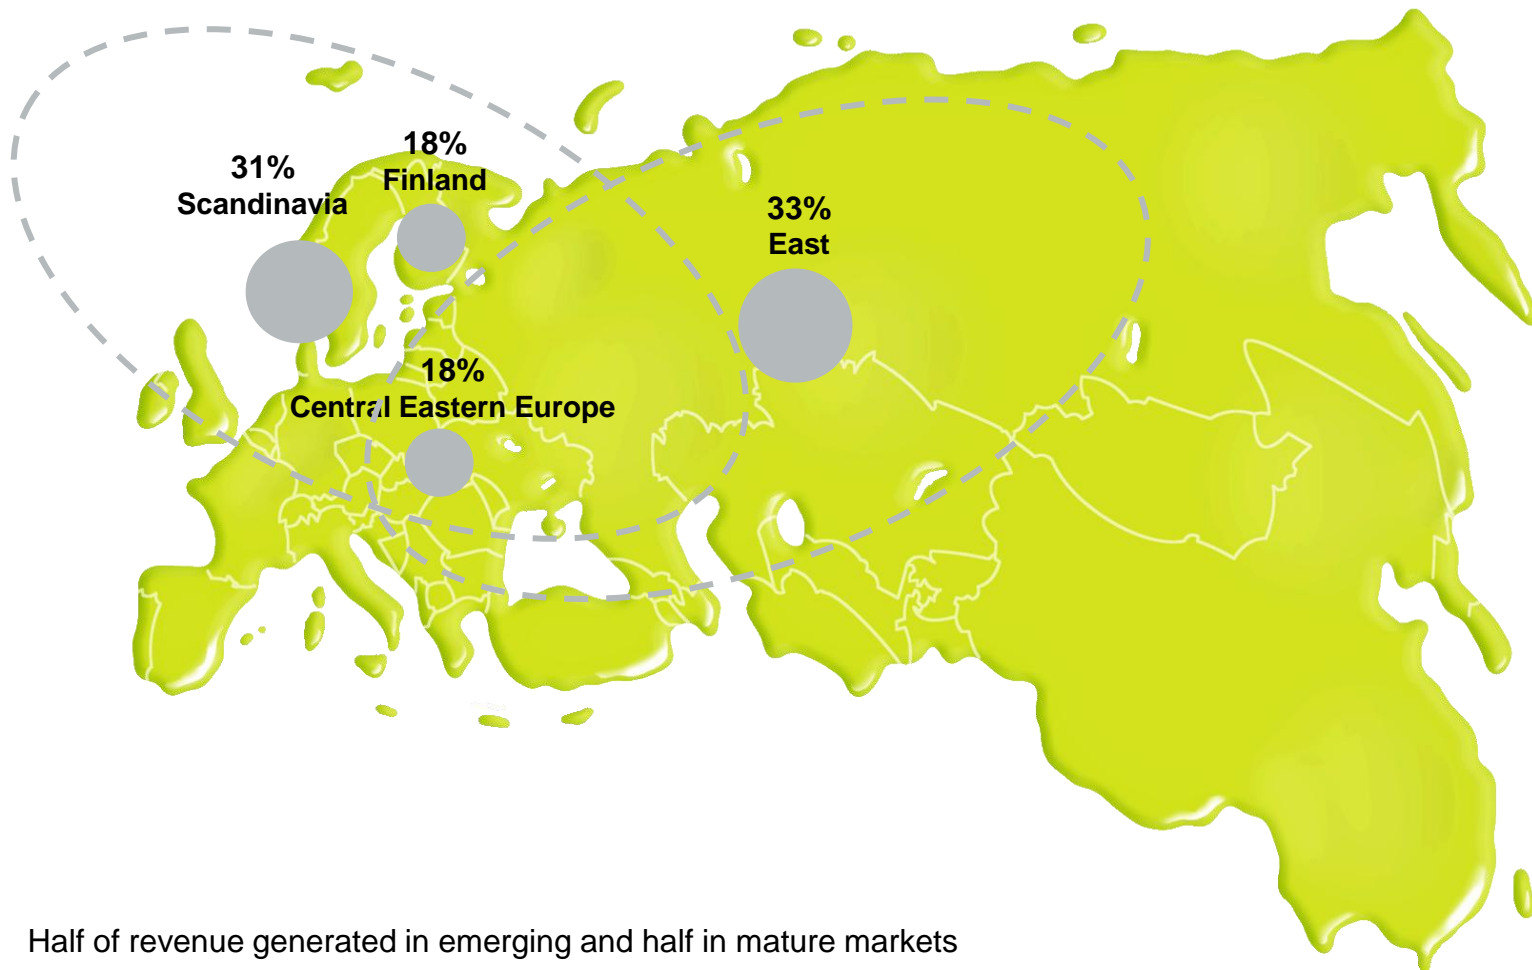 18%
Finland
31%
Scandinavia
33%
East
18%
Central Eastern Europe
Half of revenue generated in emerging and half in mature markets